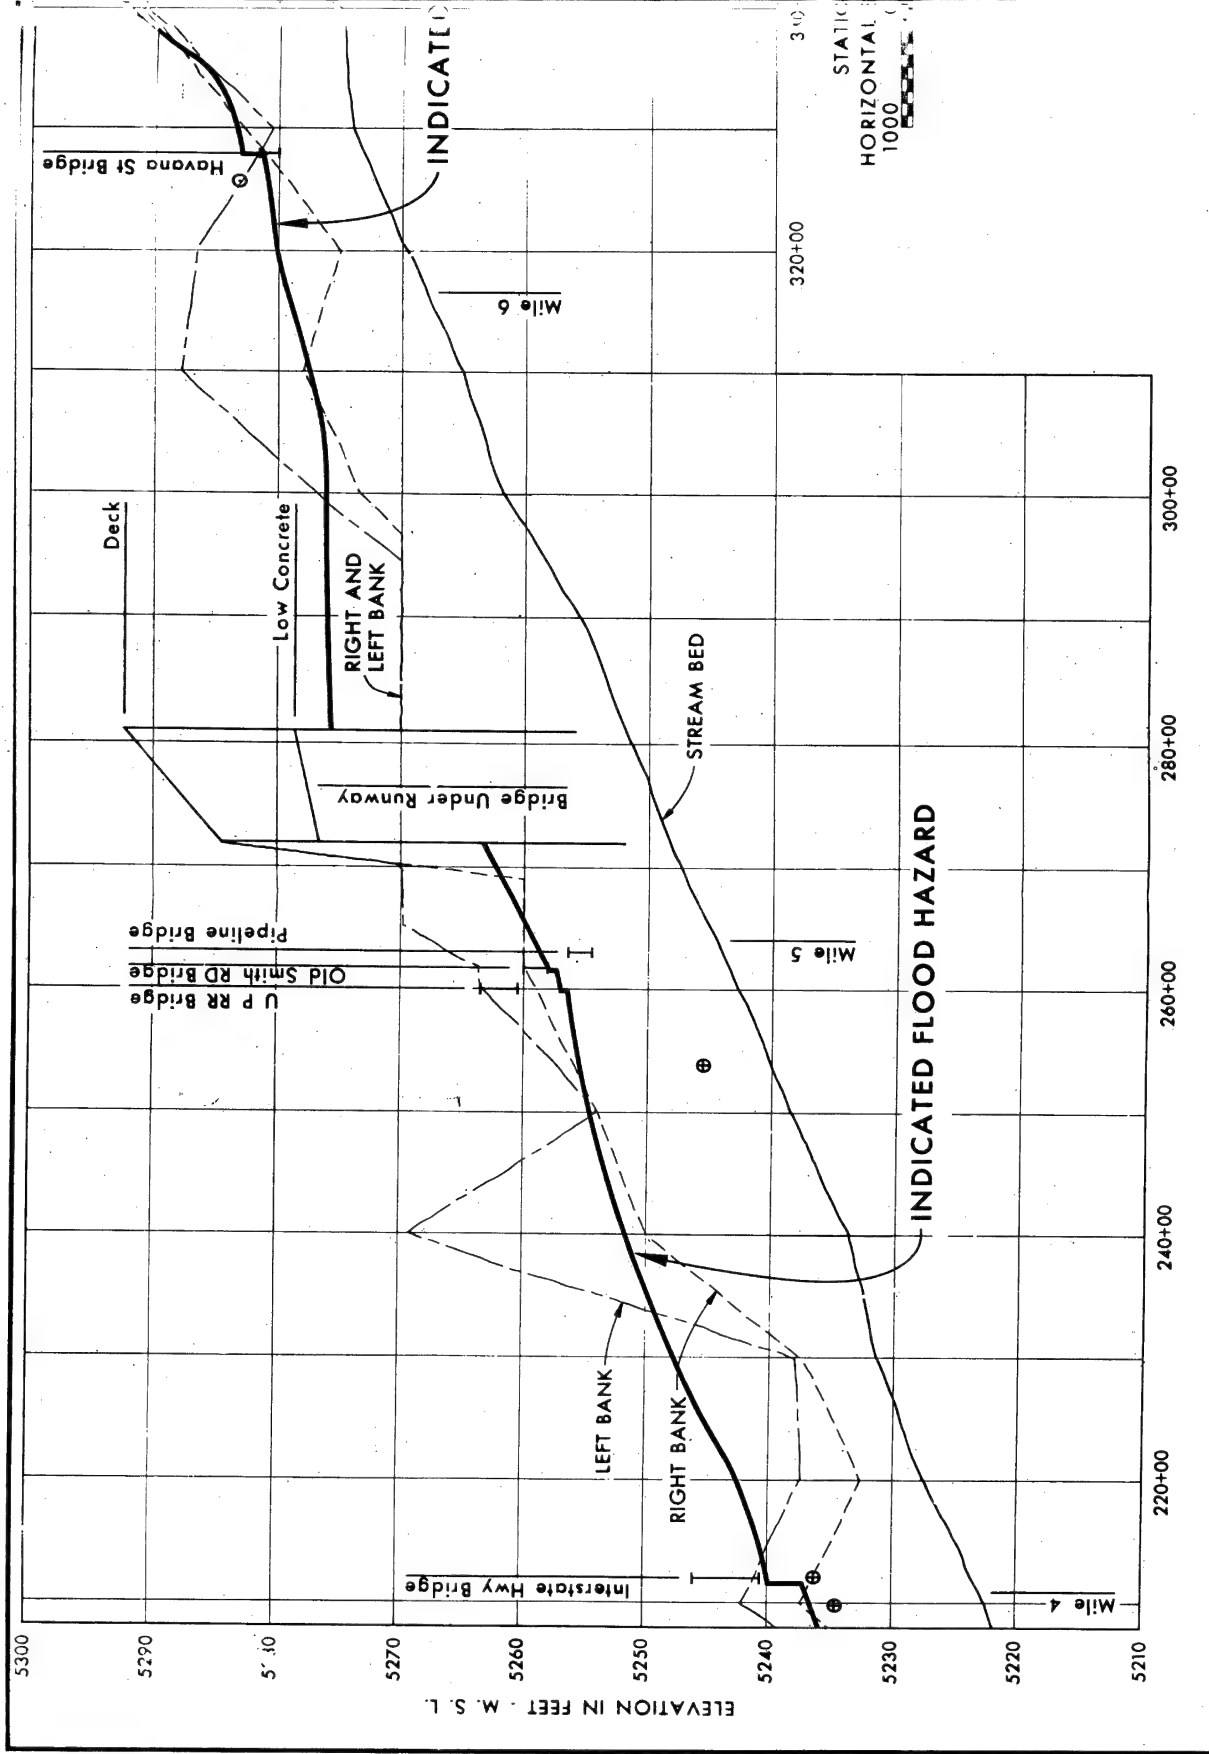 ELEVATION IN FEET - M. S. L.
5300
5290
5270
5260
5250
5240
5230
5220
5210
Interstate Hwy Bridge
U P RR Bridge
Old Smith RD Bridge
Pipeline Bridge
Bridge Under Runway
Deck
Low Concrete
RIGHT AND
LEFT BANK
Havana St Bridge
INDICATED
LEFT BANK
RIGHT BANK
STREAM BED
INDICATED FLOOD HAZARD
Mile 4
Mile 5
Mile 6
220+00
240+00
260+00
280+00
300+00
320+00
HORIZONTAL
1000